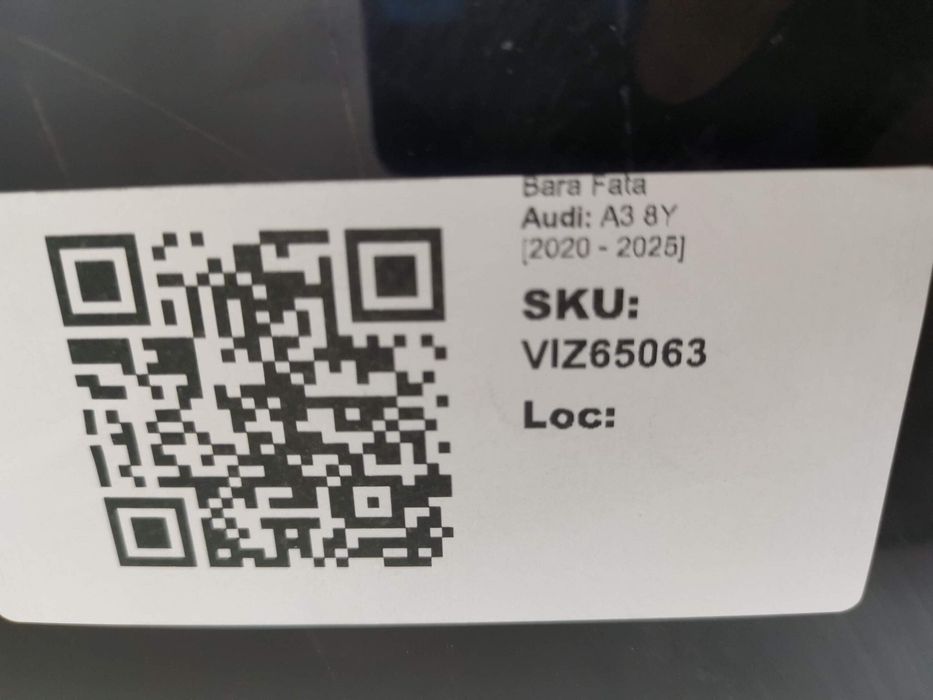 Bara Fata
Audi: A3 8Y
[2020 - 2025]
SKU:
VIZ65063
Loc: